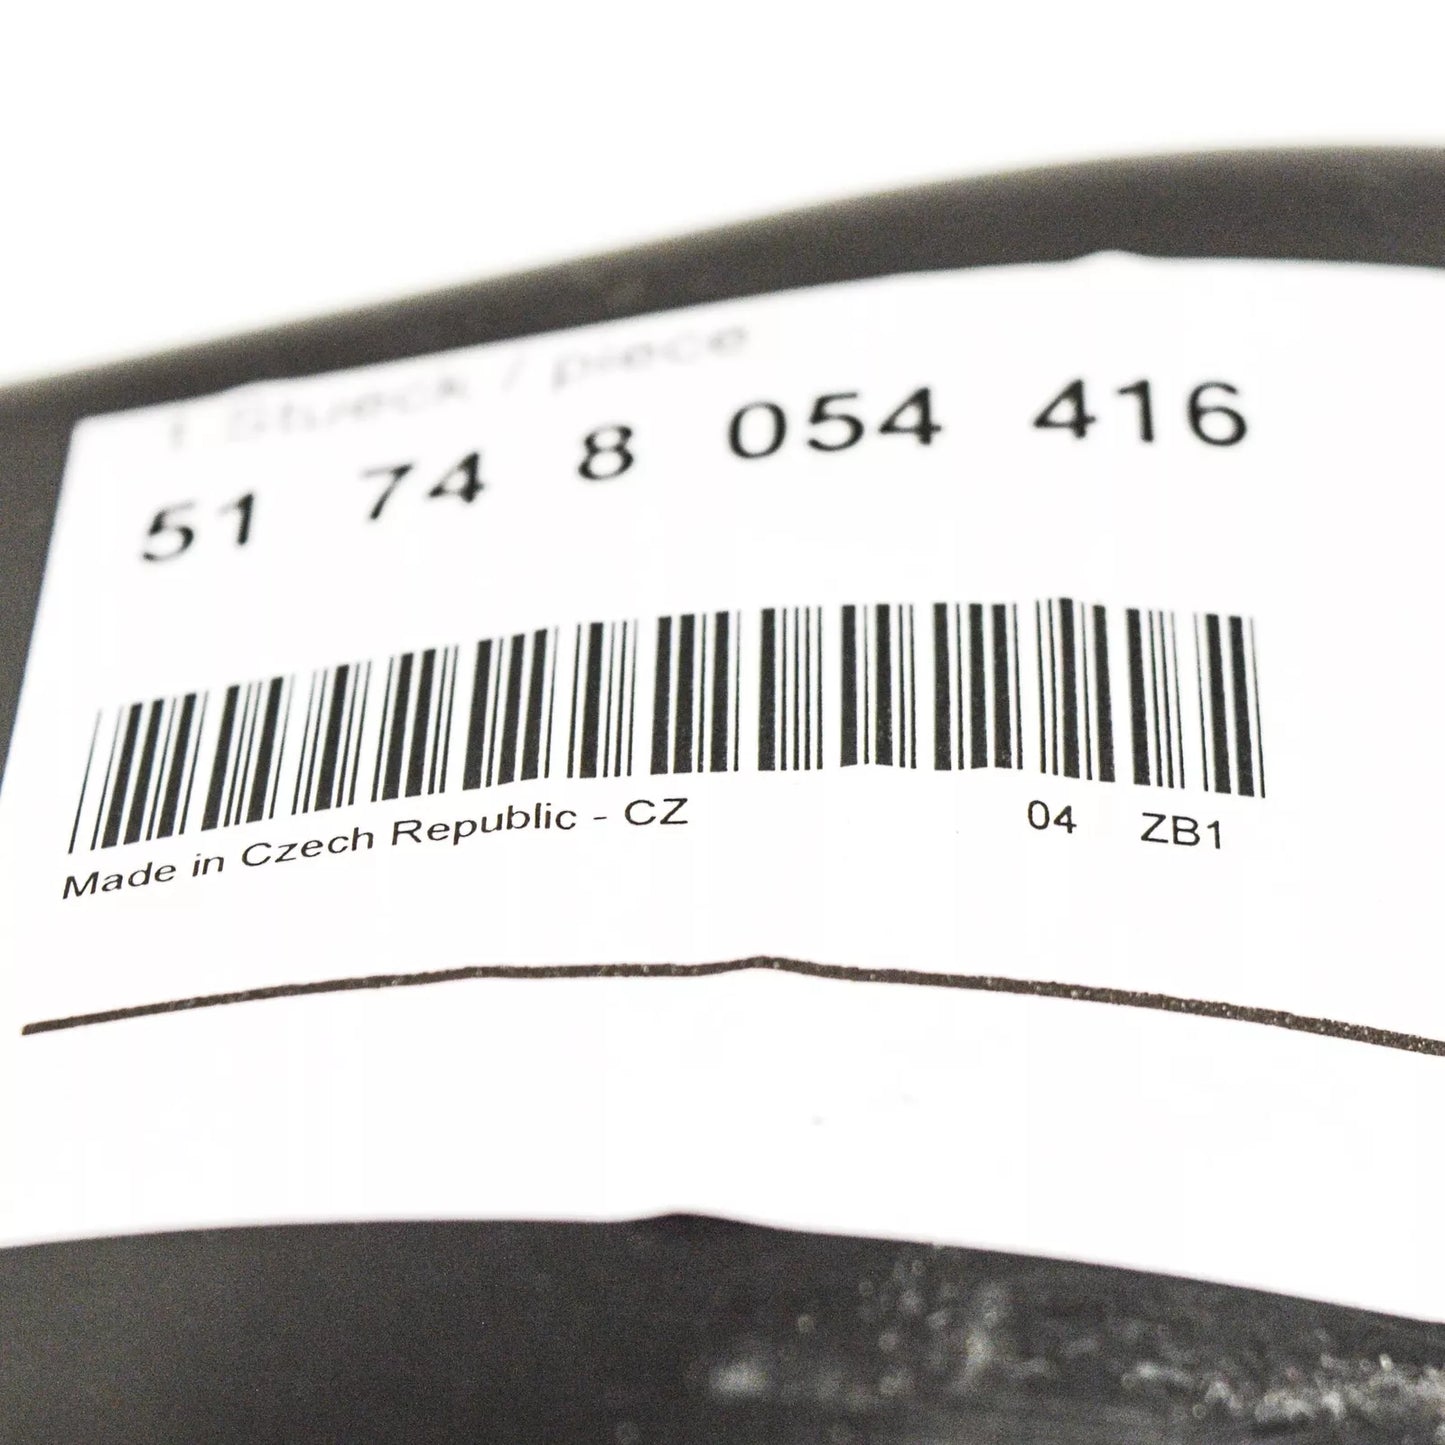 1 Stueck / piece
51 74 8 054 416
Made in Czech Republic - CZ 04 ZB1